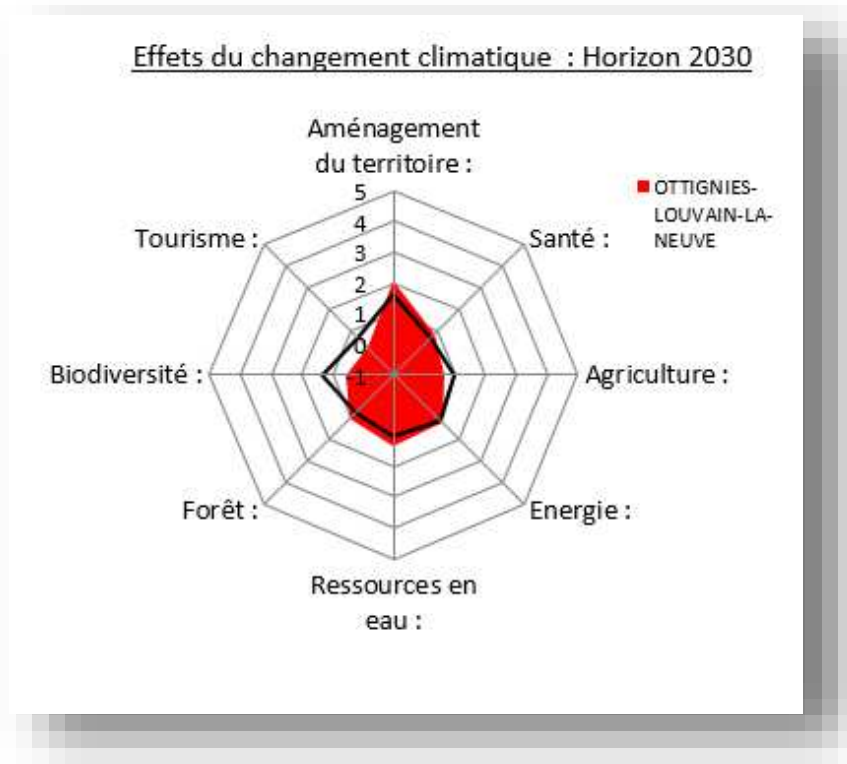 Effets du changement climatique : Horizon 2030
Aménagement
du territoire :
OTTIGNIES-
LOUVAIN-LA-
NEUVE
5
4
3
2
1
0
-1
Tourisme :
Santé :
Biodiversité :
Agriculture :
Forêt :
Energie :
Ressources en
eau :